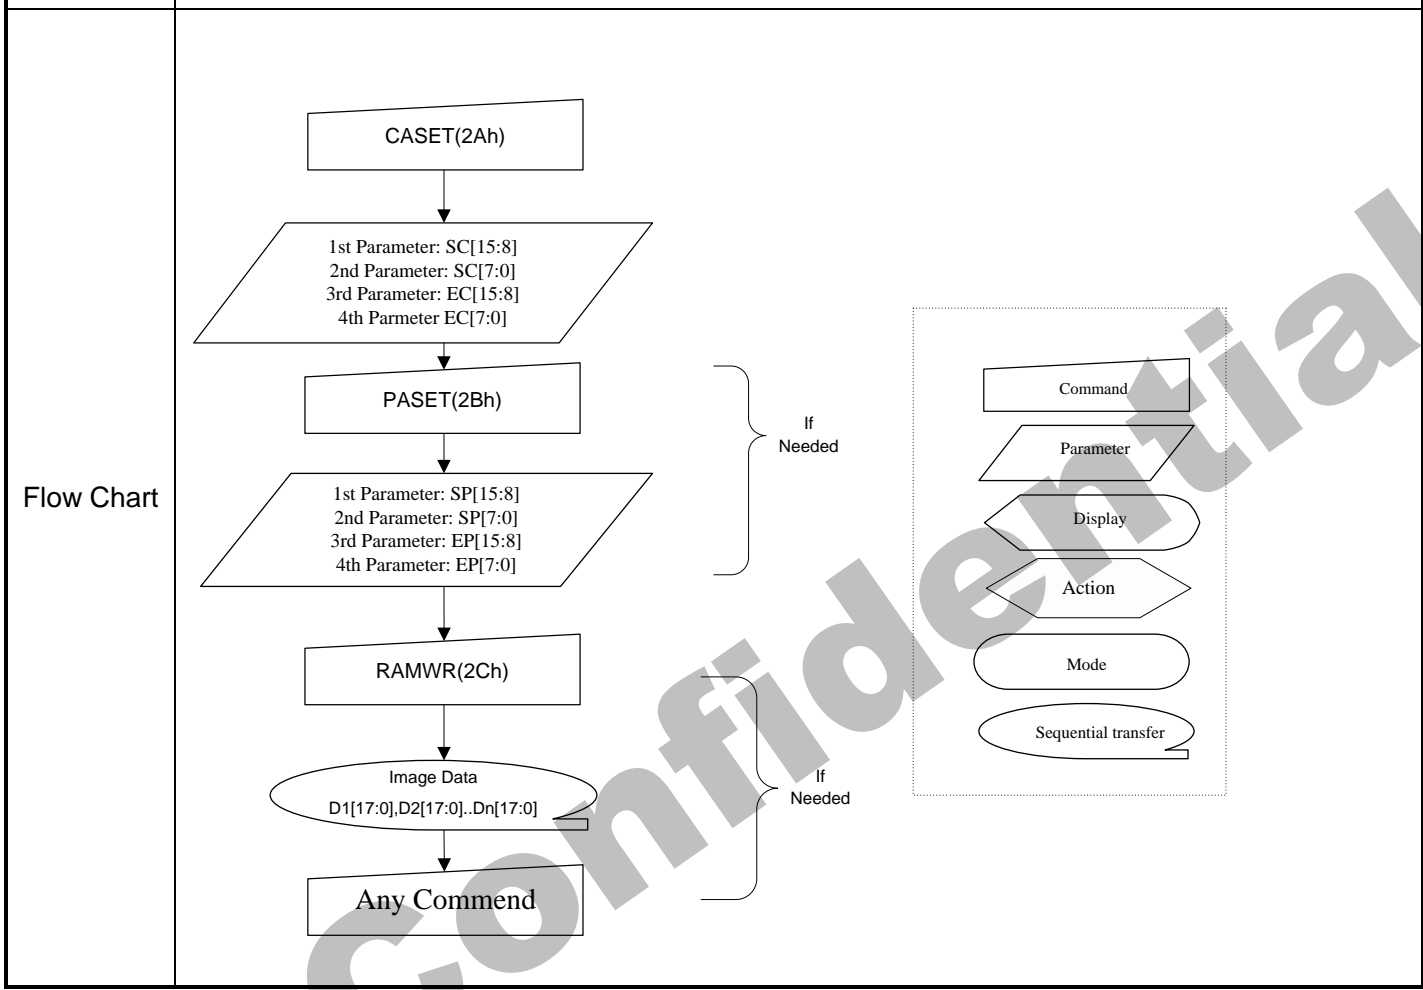 Flow Chart
CASET(2Ah)
1st Parameter: SC[15:8]
2nd Parameter: SC[7:0]
3rd Parameter: EC[15:8]
4th Parmeter EC[7:0]
PASET(2Bh)
If
Needed
1st Parameter: SP[15:8]
2nd Parameter: SP[7:0]
3rd Parameter: EP[15:8]
4th Parameter: EP[7:0]
RAMWR(2Ch)
Image Data
D1[17:0],D2[17:0]..Dn[17:0]
If
Needed
Any Commend
Command
Parameter
Display
Action
Mode
Sequential transfer
Confidential